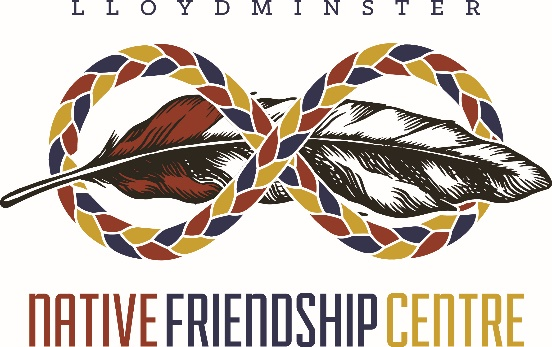 LLOYDMINSTER
NATIVE FRIENDSHIP CENTRE